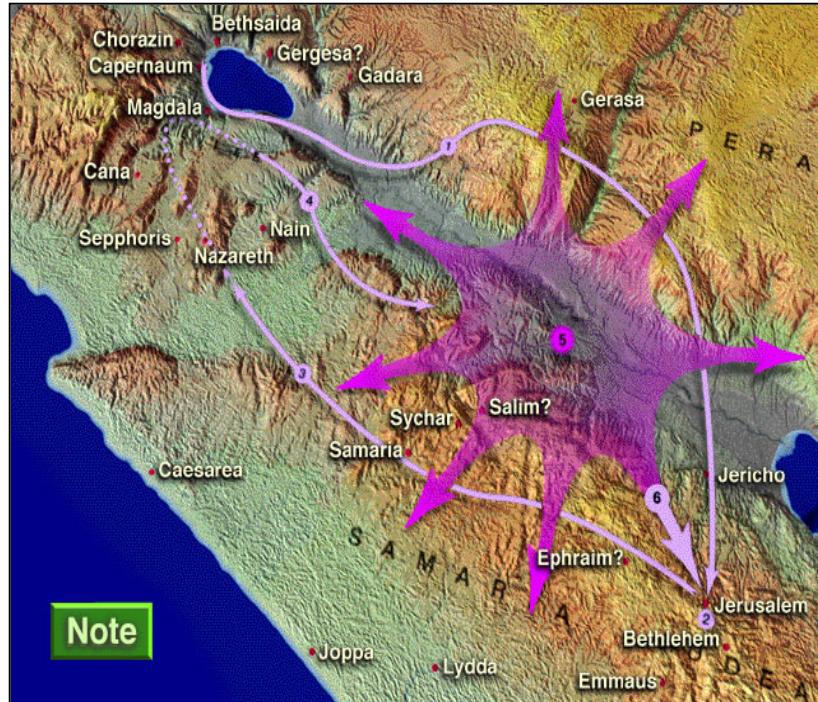 Bethsaida
Chorazin
Gergesa?
Capernaum
Gadara
Magdala
Gerasa
PERA
1
Cana
4
Nain
Sepphoris
Nazareth
5
3
Salim?
Sychar
Samaria
Caesarea
Jericho
6
SAMARIA
Ephraim?
Jerusalem
2
Note
Bethlehem
Joppa
Lydda
UDEA
Emmaus